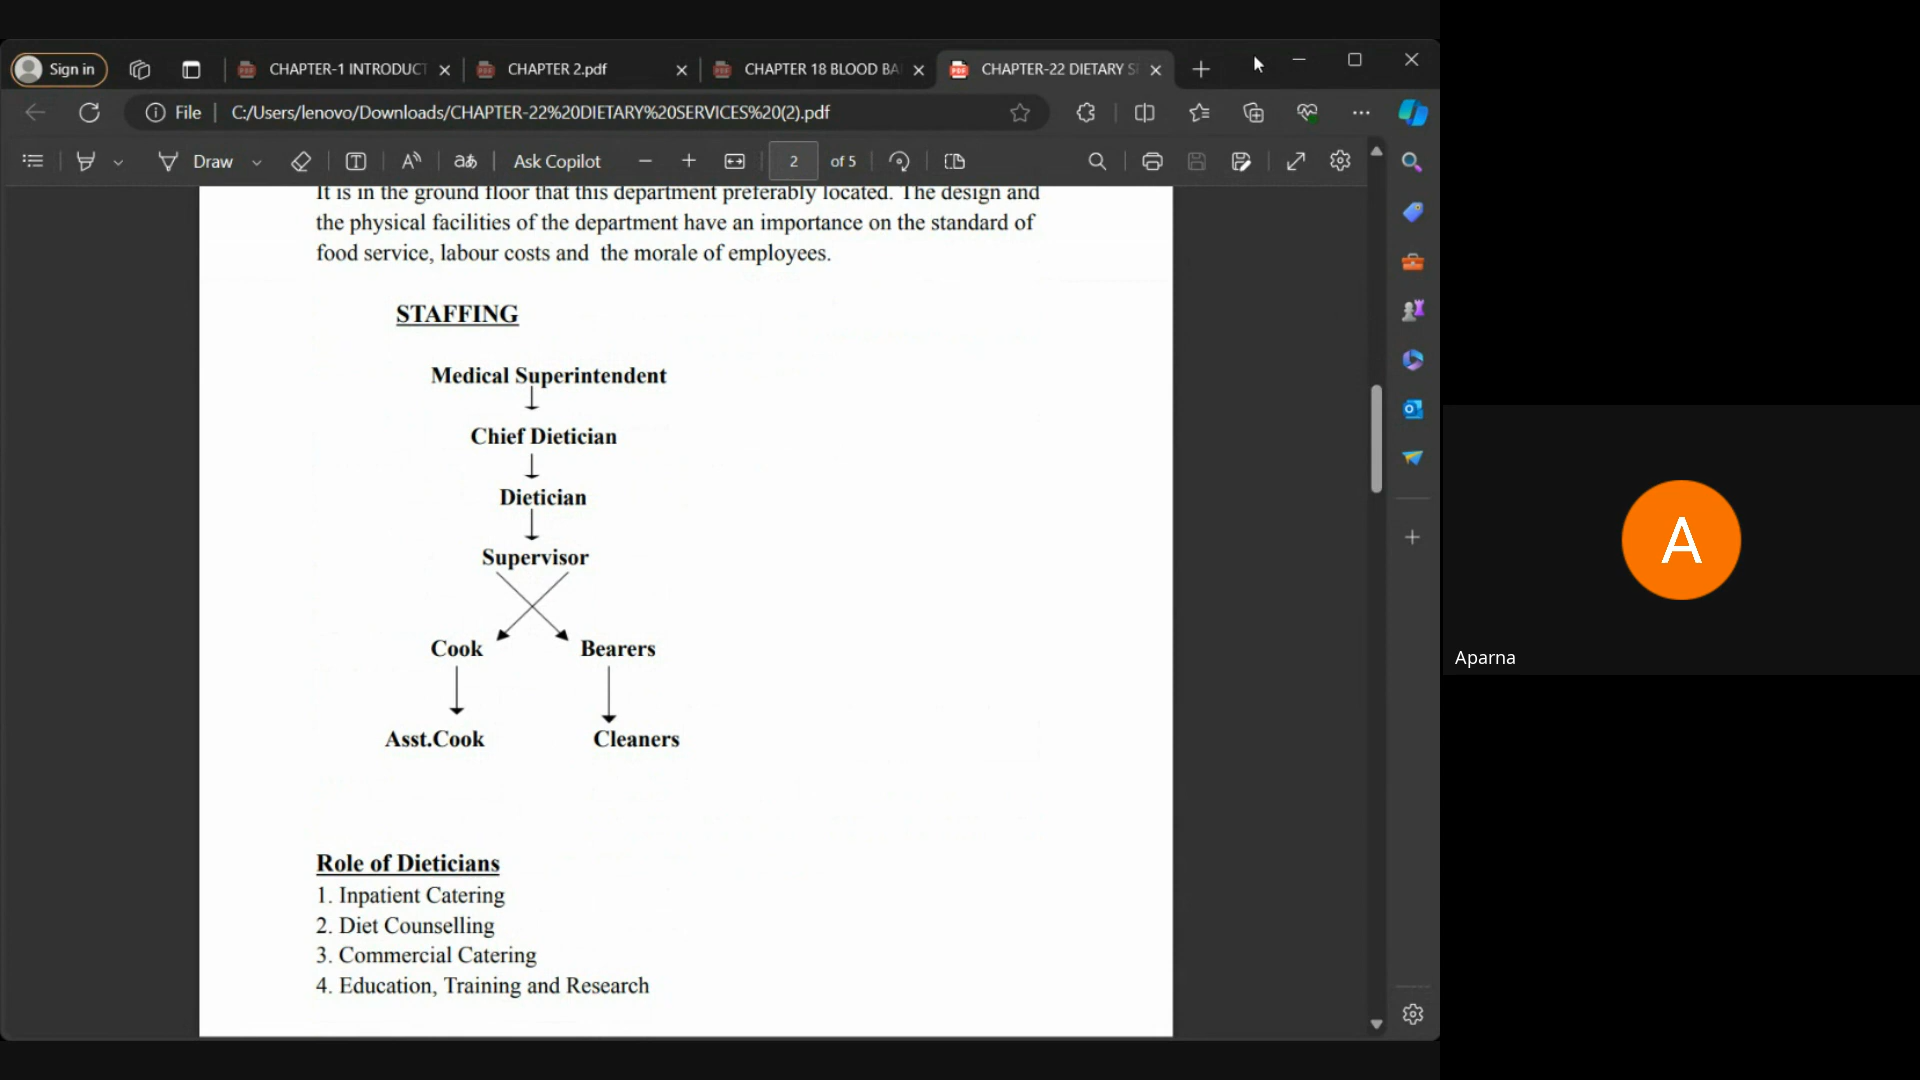 Sign in
CHAPTER-1 INTRODUCT
CHAPTER 2.pdf
CHAPTER 18 BLOOD BA
CHAPTER-22 DIETARY S
File
C:/Users/lenovo/Downloads/CHAPTER-22%20DIETARY%20SERVICES%20(2).pdf
Draw
aあ
Ask Copilot
2
of 5
It is in the ground floor that this department preferably located. The design and
the physical facilities of the department have an importance on the standard of
food service, labour costs and the morale of employees.
STAFFING
Medical Superintendent
Chief Dietician
Dietician
Supervisor
Cook
Bearers
Asst.Cook
Cleaners
Role of Dieticians
1. Inpatient Catering
2. Diet Counselling
3. Commercial Catering
4. Education, Training and Research
A
Aparna